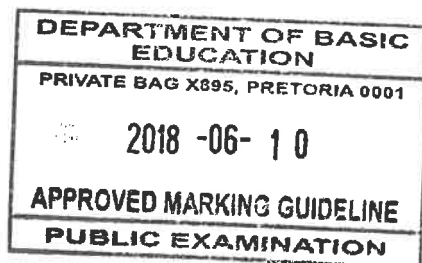 DEPARTMENT OF BASIC
EDUCATION
PRIVATE BAG X895, PRETORIA 0001
2018 -06- 10
APPROVED MARKING GUIDELINE
PUBLIC EXAMINATION